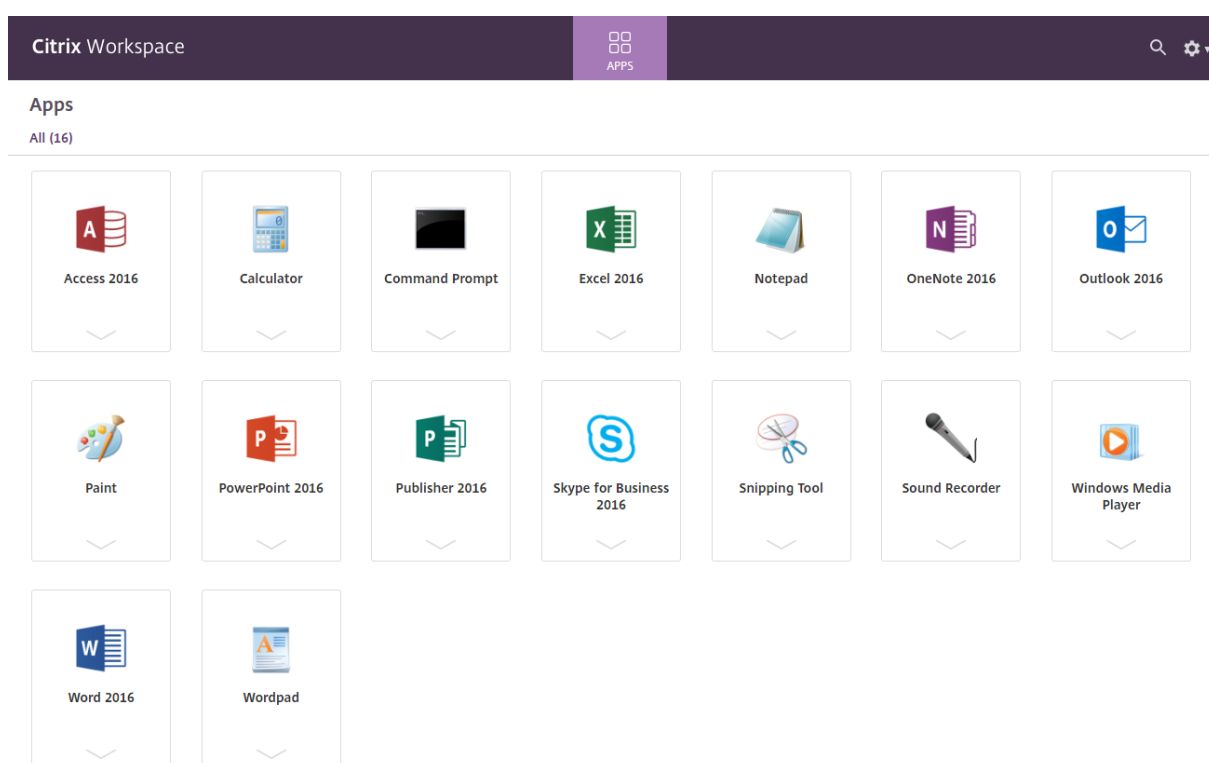 Citrix Workspace
APPS
Apps
All (16)
Access 2016
Calculator
Command Prompt
Excel 2016
Notepad
OneNote 2016
Outlook 2016
Paint
PowerPoint 2016
Publisher 2016
Skype for Business
2016
Snipping Tool
Sound Recorder
Windows Media
Player
Word 2016
Wordpad